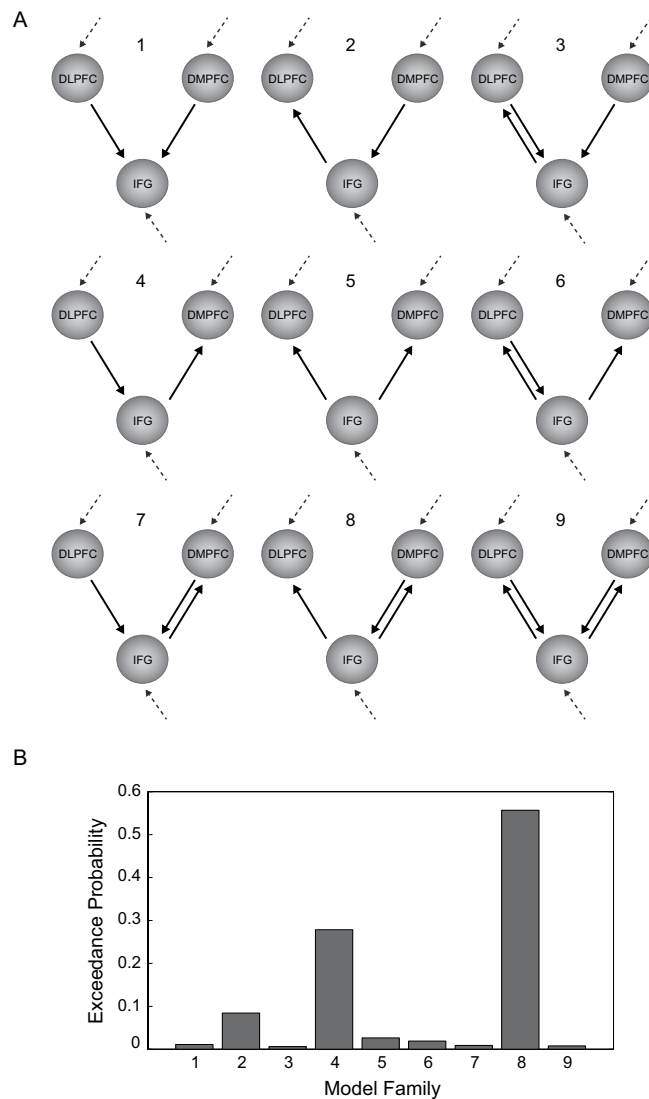 A
1 2 3
DLPFC DMPFC DLPFC DMPFC DLPFC DMPFC
IFG IFG IFG
4 5 6
DLPFC DMPFC DLPFC DMPFC DLPFC DMPFC
IFG IFG IFG
7 8 9
DLPFC DMPFC DLPFC DMPFC DLPFC DMPFC
IFG IFG IFG
B
Exceedance Probability
0.6
0.5
0.3
0.2
0.1
0
1 2 3 4 5 6 7 8 9
Model Family